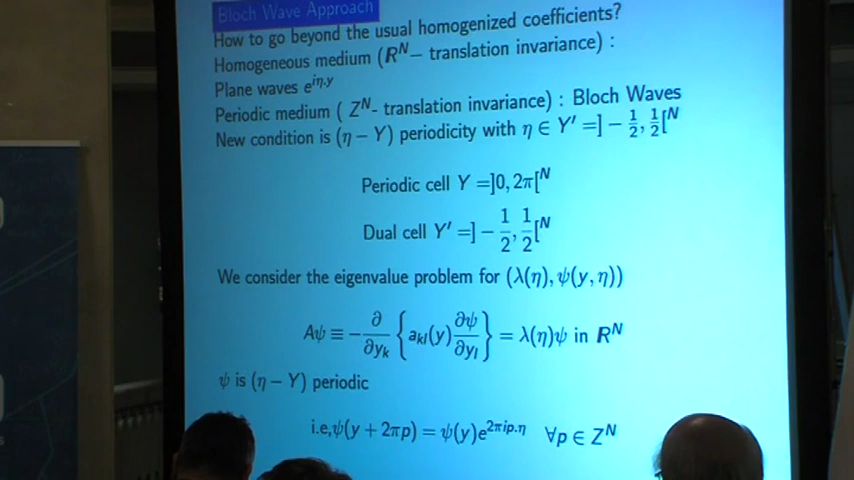 Bloch Wave Approach
How to go beyond the usual homogenized coefficients?
Homogeneous medium (R^N − translation invariance) :
Plane waves e^{iη.y}
Periodic medium ( Z^N- translation invariance) : Bloch Waves
New condition is (η − Y) periodicity with η ∈ Y′ =] − 1/2, 1/2[^N
Periodic cell Y =]0, 2π[^N
Dual cell Y′ =] − 1/2, 1/2[^N
We consider the eigenvalue problem for (λ(η), ψ(y, η))
Aψ ≡ −∂/∂y_k { a_{kl}(y) ∂ψ/∂y_l } = λ(η)ψ in R^N
ψ is (η − Y) periodic
i.e,ψ(y + 2πp) = ψ(y)e^{2πip.η} ∀p ∈ Z^N